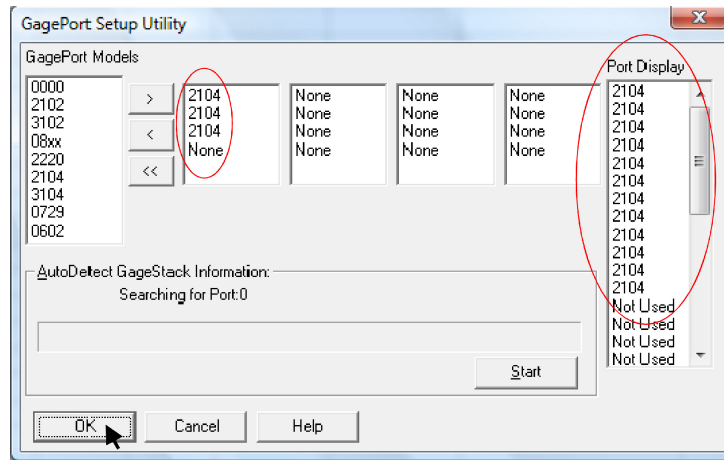 GagePort Setup Utility
GagePort Models
0000
2102
3102
08xx
2220
2104
3104
0729
0602
>
<
<<
2104
2104
2104
None
None
None
None
None
None
None
None
None
None
None
None
None
Port Display
2104
2104
2104
2104
2104
2104
2104
2104
2104
2104
2104
2104
Not Used
Not Used
Not Used
Not Used
AutoDetect GageStack Information:
Searching for Port:0
Start
OK
Cancel
Help